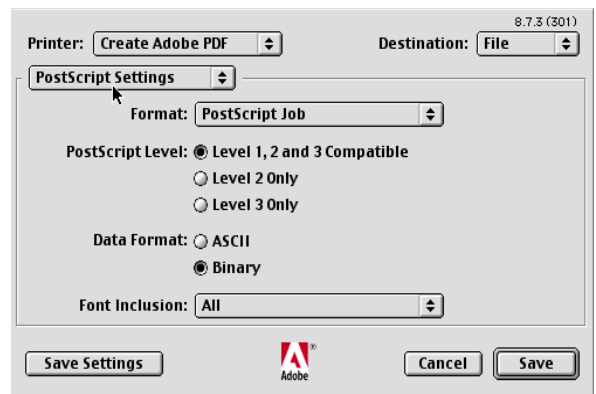 8.7.3 (301)
Printer: Create Adobe PDF Destination: File
PostScript Settings
Format: PostScript Job
PostScript Level: Level 1, 2 and 3 Compatible
Level 2 Only
Level 3 Only
Data Format: ASCII
Binary
Font Inclusion: All
Save Settings Adobe® Cancel Save